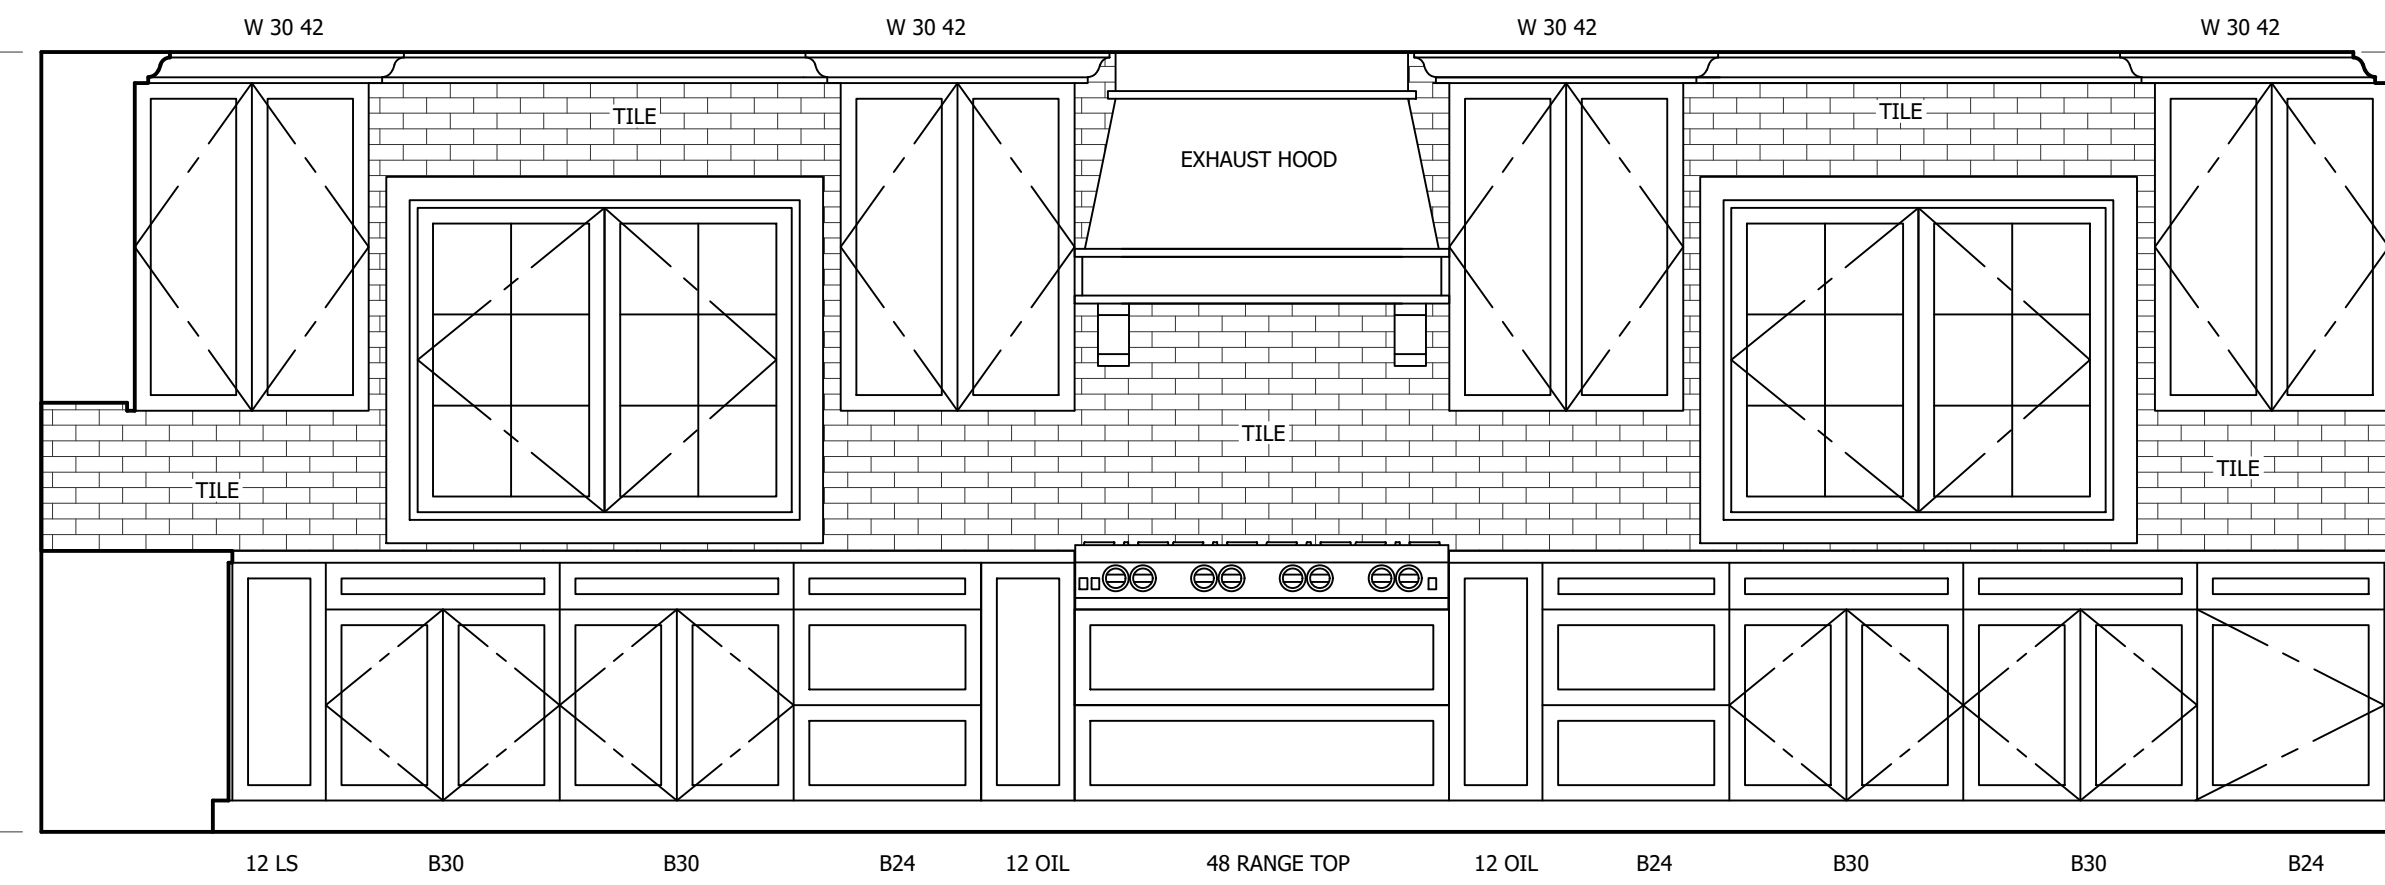 W 30 42
W 30 42
W 30 42
W 30 42
TILE
TILE
EXHAUST HOOD
TILE
TILE
TILE
12 LS
B30
B30
B24
12 OIL
48 RANGE TOP
12 OIL
B24
B30
B30
B24